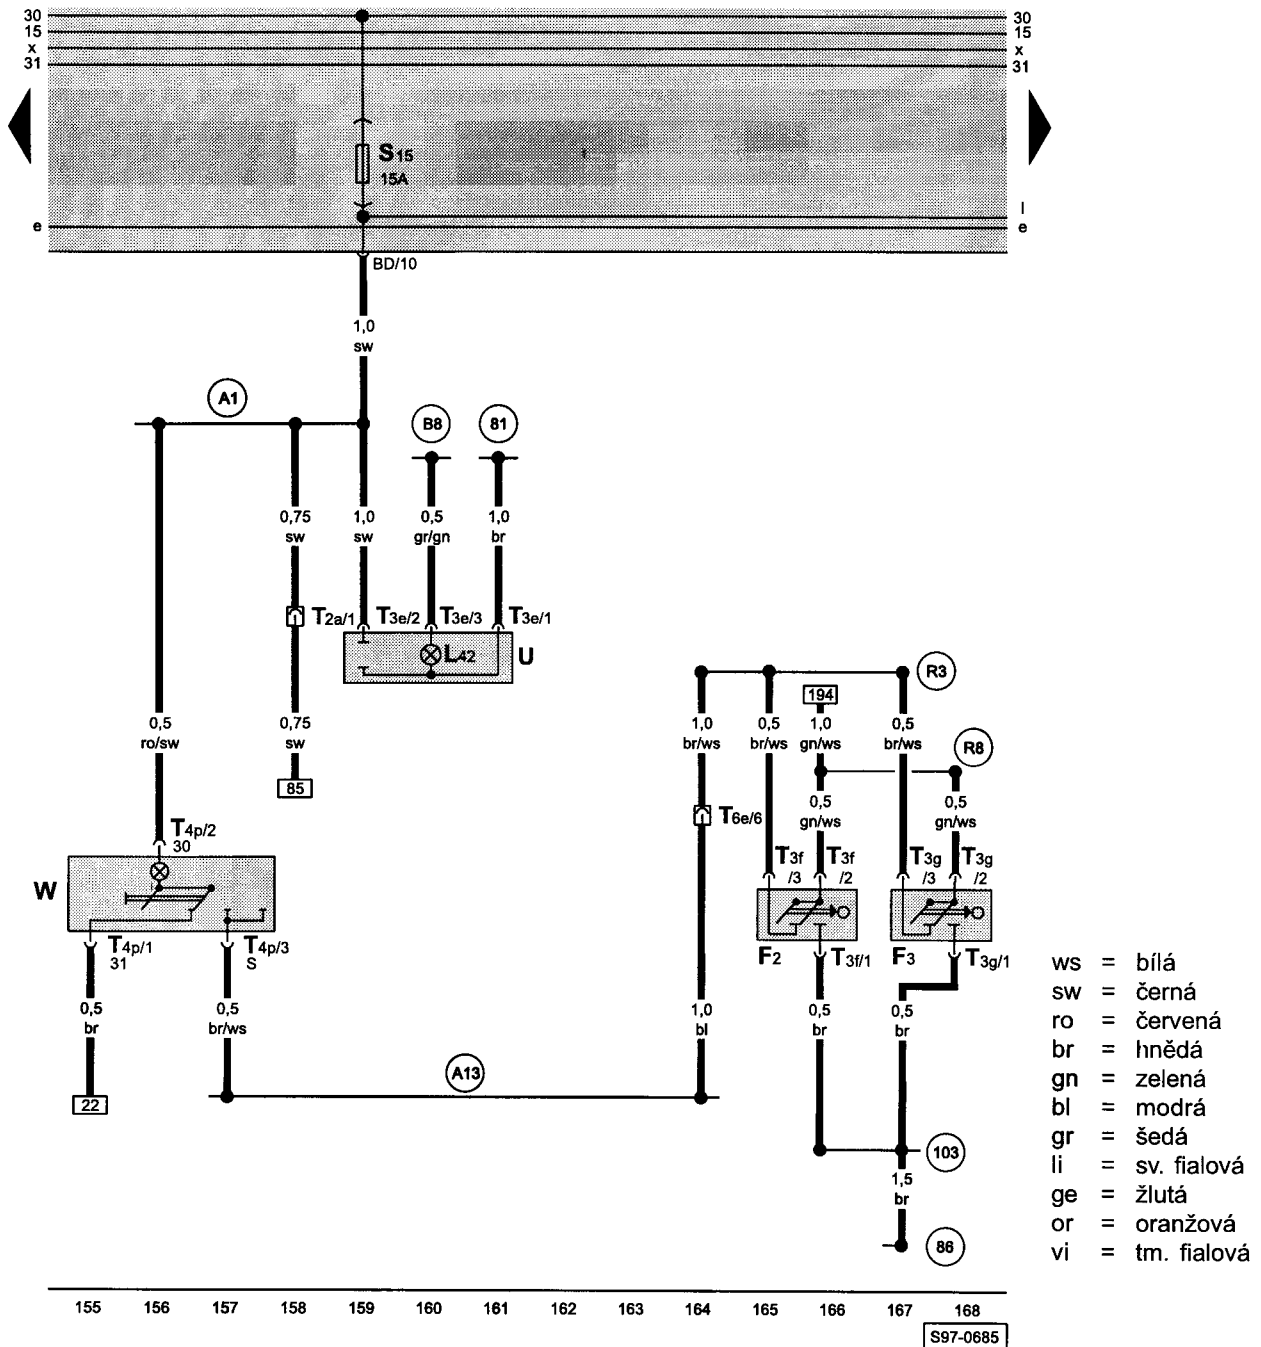 30 30
15 15
x x
31 31
S15
15A
l
e e
BD/10
1,0
sw
A1 B8 81
0,75 1,0 0,5 1,0
sw sw gr/gn br
T2a/1 T3e/2 T3e/3 T3e/1
L42 U
R3
194
0,5 0,75 1,0 0,5 1,0 0,5
ro/sw sw br/ws br/ws gn/ws br/ws
R8
85
0,5 0,5
gn/ws gn/ws
T6e/6
T4p/2
30
T3f T3f T3g T3g
/3 /2 /3 /2
W
T4p/1 T4p/3
31 S
F2 T3f/1 F3 T3g/1
0,5 0,5 1,0 0,5 0,5
br br/ws bl br br
A13
22
103
1,5
br
86
ws = bílá
sw = černá
ro = červená
br = hnědá
gn = zelená
bl = modrá
gr = šedá
li = sv. fialová
ge = žlutá
or = oranžová
vi = tm. fialová
155 156 157 158 159 160 161 162 163 164 165 166 167 168
S97-0685